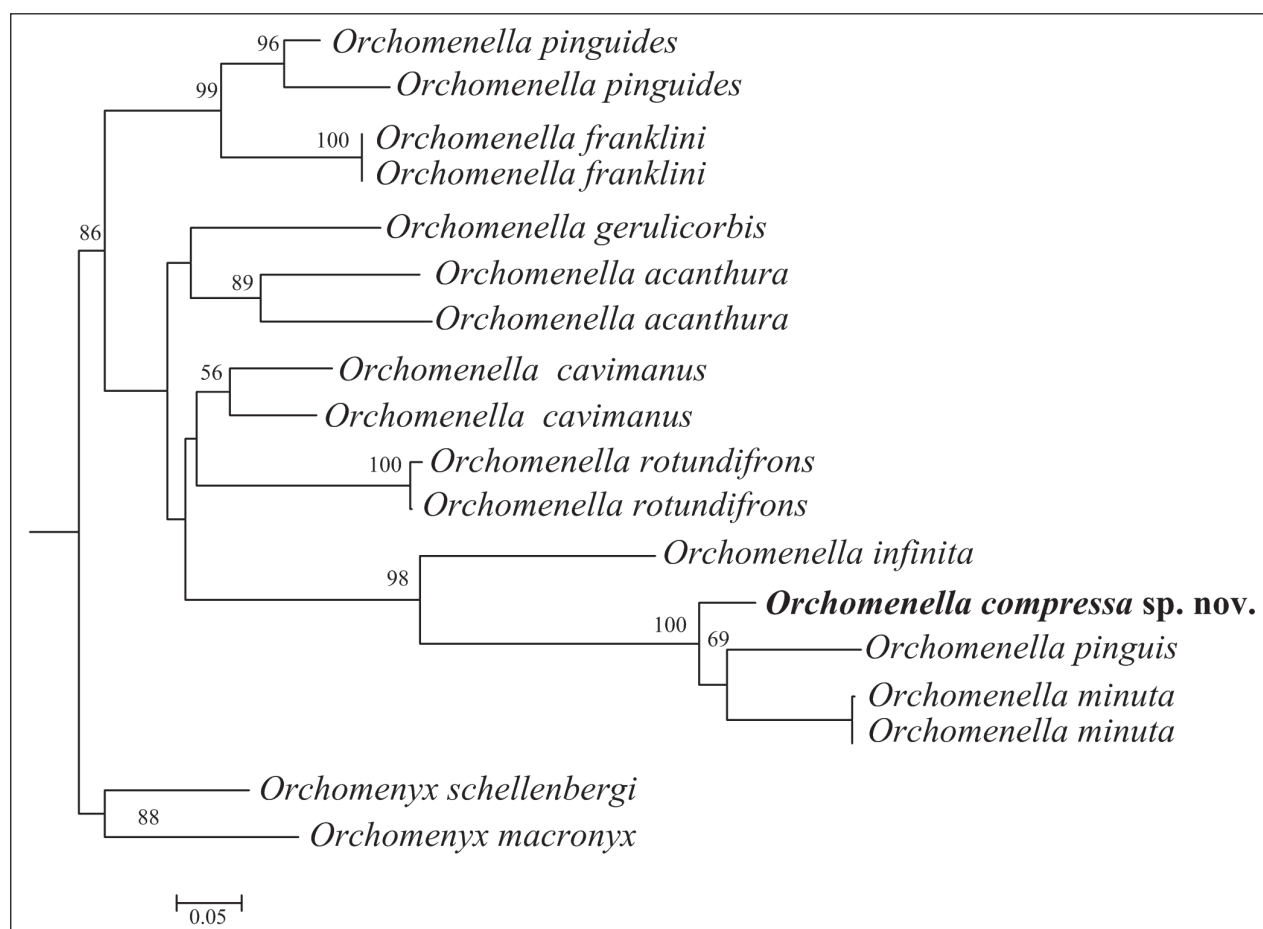 96
Orchomenella pinguides
Orchomenella pinguides
99
100
Orchomenella franklini
Orchomenella franklini
86
Orchomenella gerulicorbis
89
Orchomenella acanthura
Orchomenella acanthura
56
Orchomenella cavimanus
Orchomenella cavimanus
100
Orchomenella rotundifrons
Orchomenella rotundifrons
98
Orchomenella infinita
100
Orchomenella compressa sp. nov.
69
Orchomenella pinguis
Orchomenella minuta
Orchomenella minuta
Orchomenyx schellenbergi
88
Orchomenyx macronyx
0.05